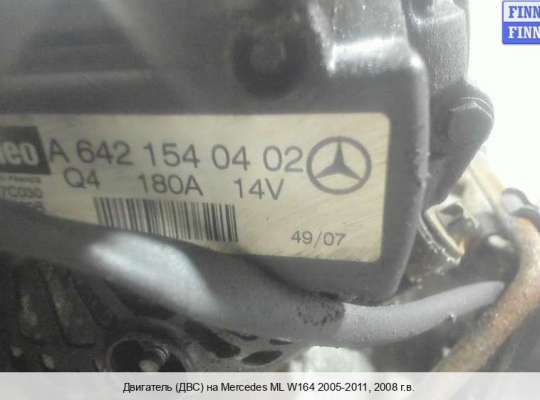 FINN
FINN
A 642 154 04 02
Q4 180A 14V
49/07
Двигатель (ДВС) на Mercedes ML W164 2005-2011, 2008 г.в.